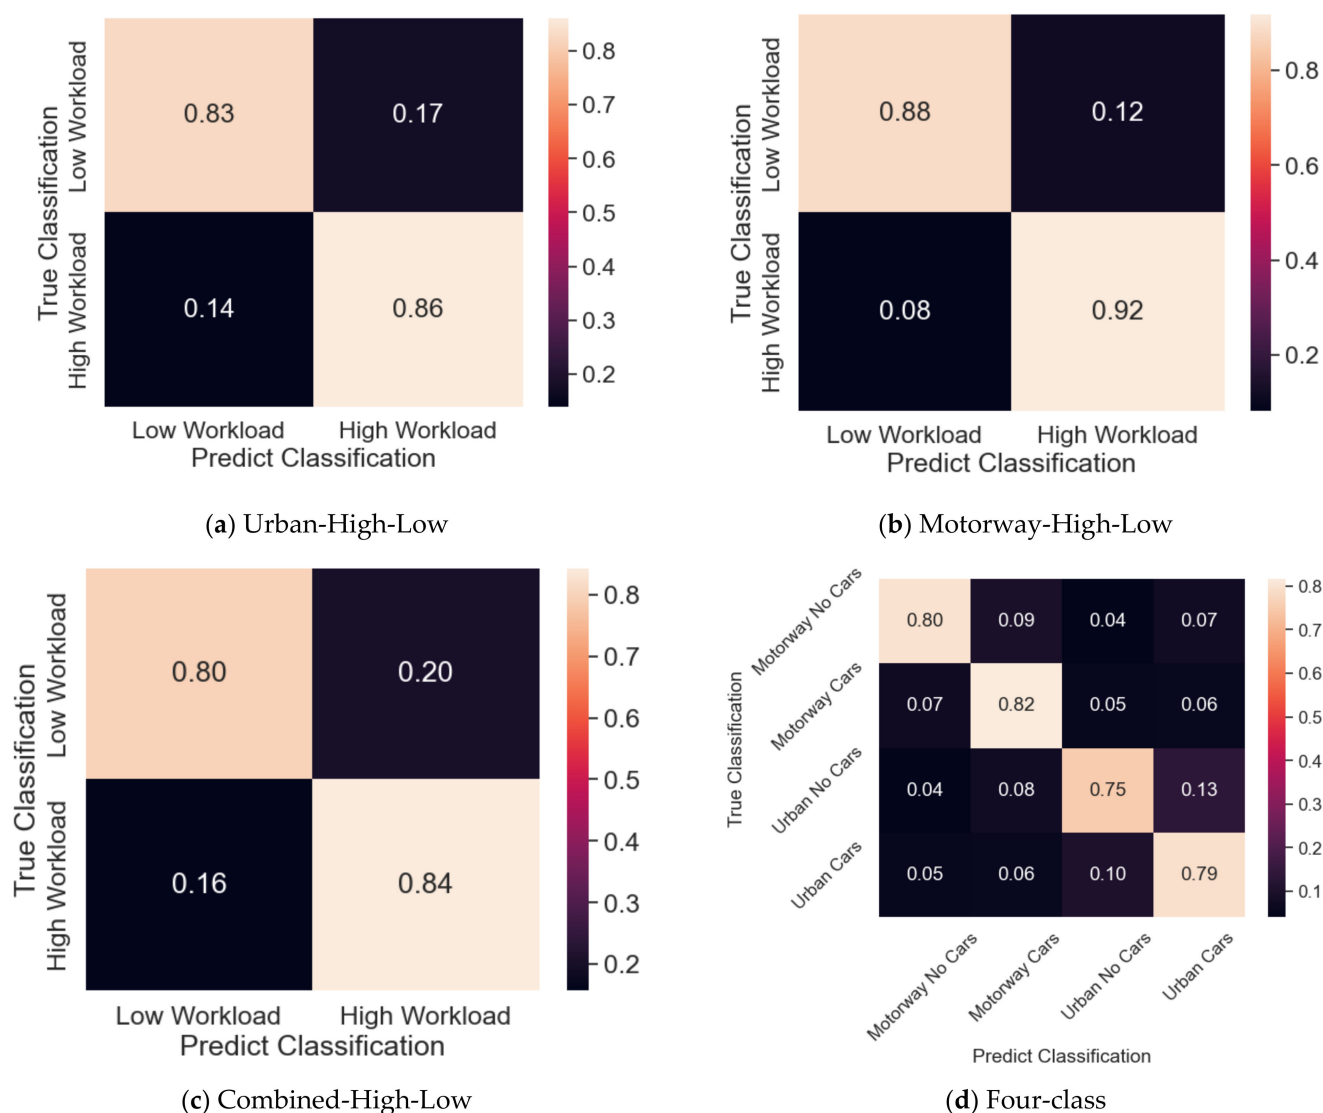 True Classification
Low Workload
High Workload
0.83
0.17
0.14
0.86
0.8
0.7
0.6
0.5
0.4
0.3
0.2
Low Workload
High Workload
Predict Classification
(a) Urban-High-Low
True Classification
Low Workload
High Workload
0.88
0.12
0.08
0.92
0.8
0.6
0.4
0.2
Low Workload
High Workload
Predict Classification
(b) Motorway-High-Low
True Classification
Low Workload
High Workload
0.80
0.20
0.16
0.84
0.8
0.7
0.6
0.5
0.4
0.3
0.2
Low Workload
High Workload
Predict Classification
(c) Combined-High-Low
True Classification
Motorway No Cars
Motorway Cars
Urban No Cars
Urban Cars
0.80
0.09
0.04
0.07
0.07
0.82
0.05
0.06
0.04
0.08
0.75
0.13
0.05
0.06
0.10
0.79
0.8
0.7
0.6
0.5
0.4
0.3
0.2
0.1
Motorway No Cars
Motorway Cars
Urban No Cars
Urban Cars
Predict Classification
(d) Four-class